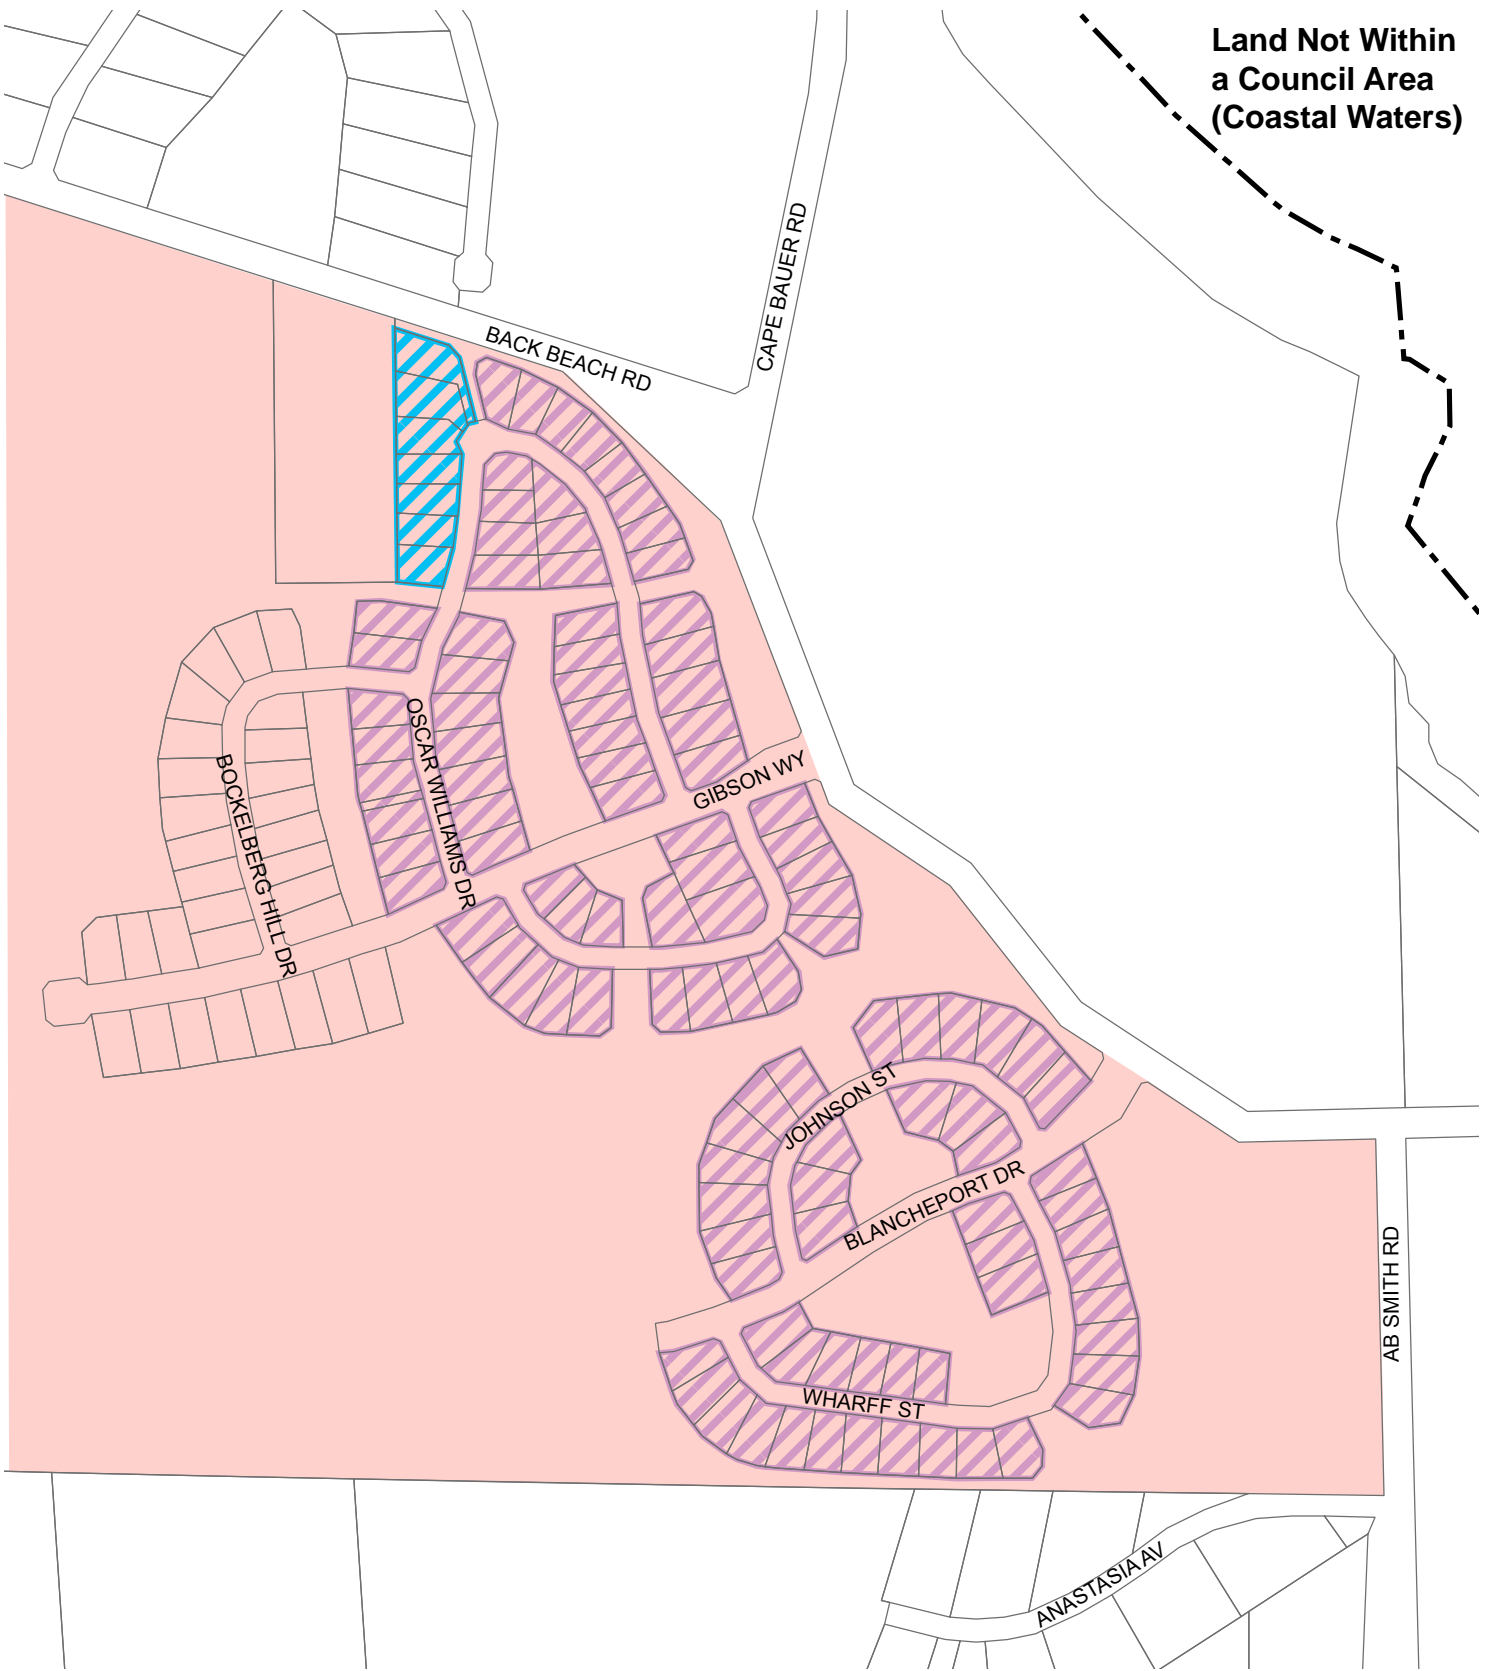 Land Not Within
a Council Area
(Coastal Waters)
CAPE BAUER RD
BACK BEACH RD
OSCAR WILLIAMS DR
GIBSON WY
BOCKELBERG HILL DR
JOHNSON ST
BLANCHEPORT DR
AB SMITH RD
WHARFF ST
ANASTASIA AV